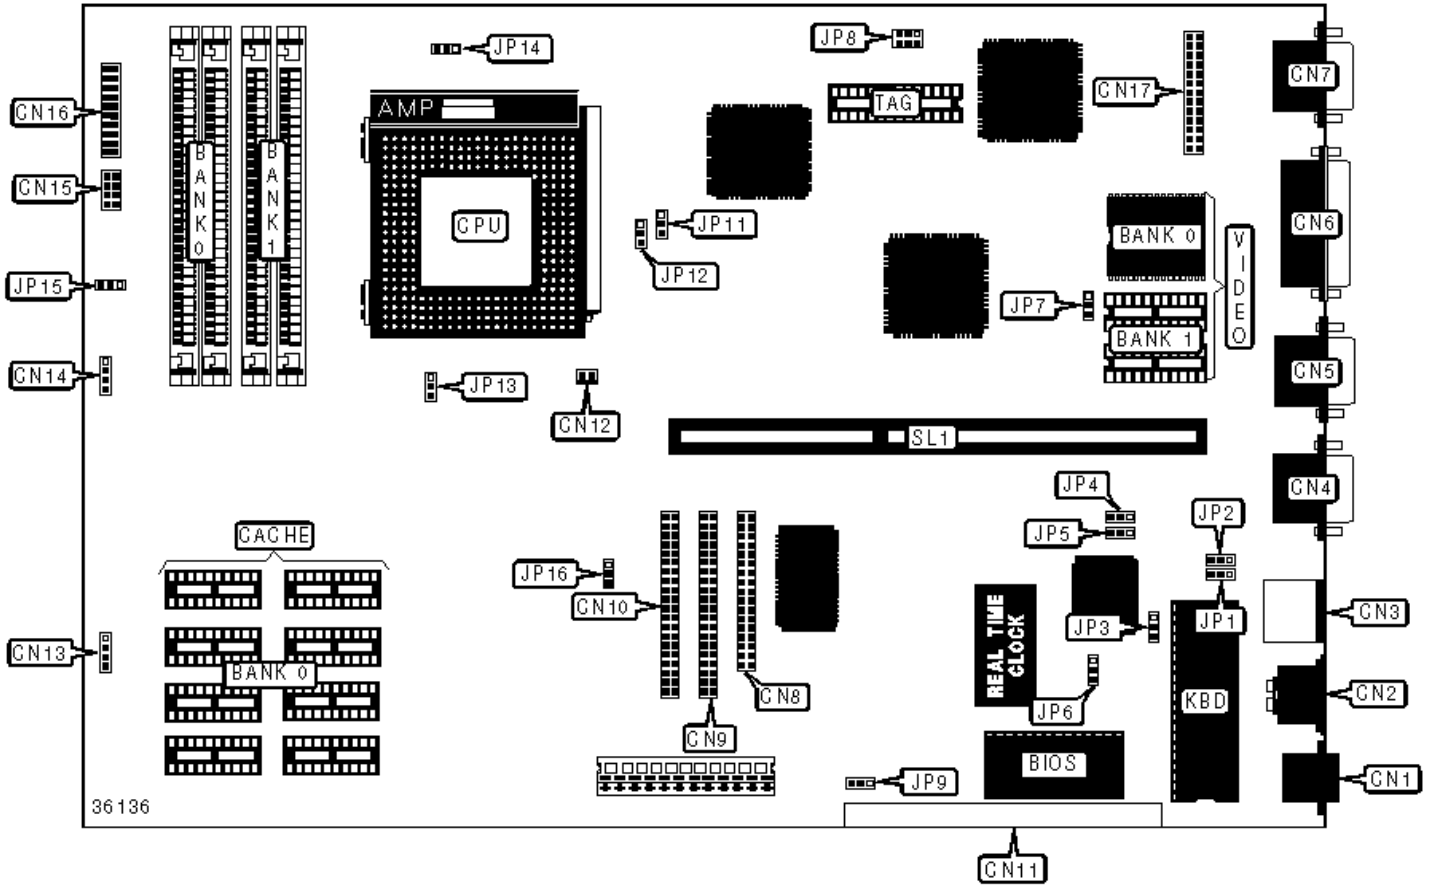 JP14
JP8
CN7
CN16
AMP
TAG
CN17
CN15
BANK 0
BANK 1
CPU
JP11
JP12
BANK 0
CN6
VIDEO
JP15
JP7
BANK 1
CN14
JP13
CN12
CN5
SL1
JP4
CN4
JP5
JP2
CACHE
JP16
CN10
REAL TIME
CLOCK
JP3
JP1
CN3
CN13
BANK 0
CN8
JP6
KBD
CN2
CN9
BIOS
JP9
CN1
36136
CN11